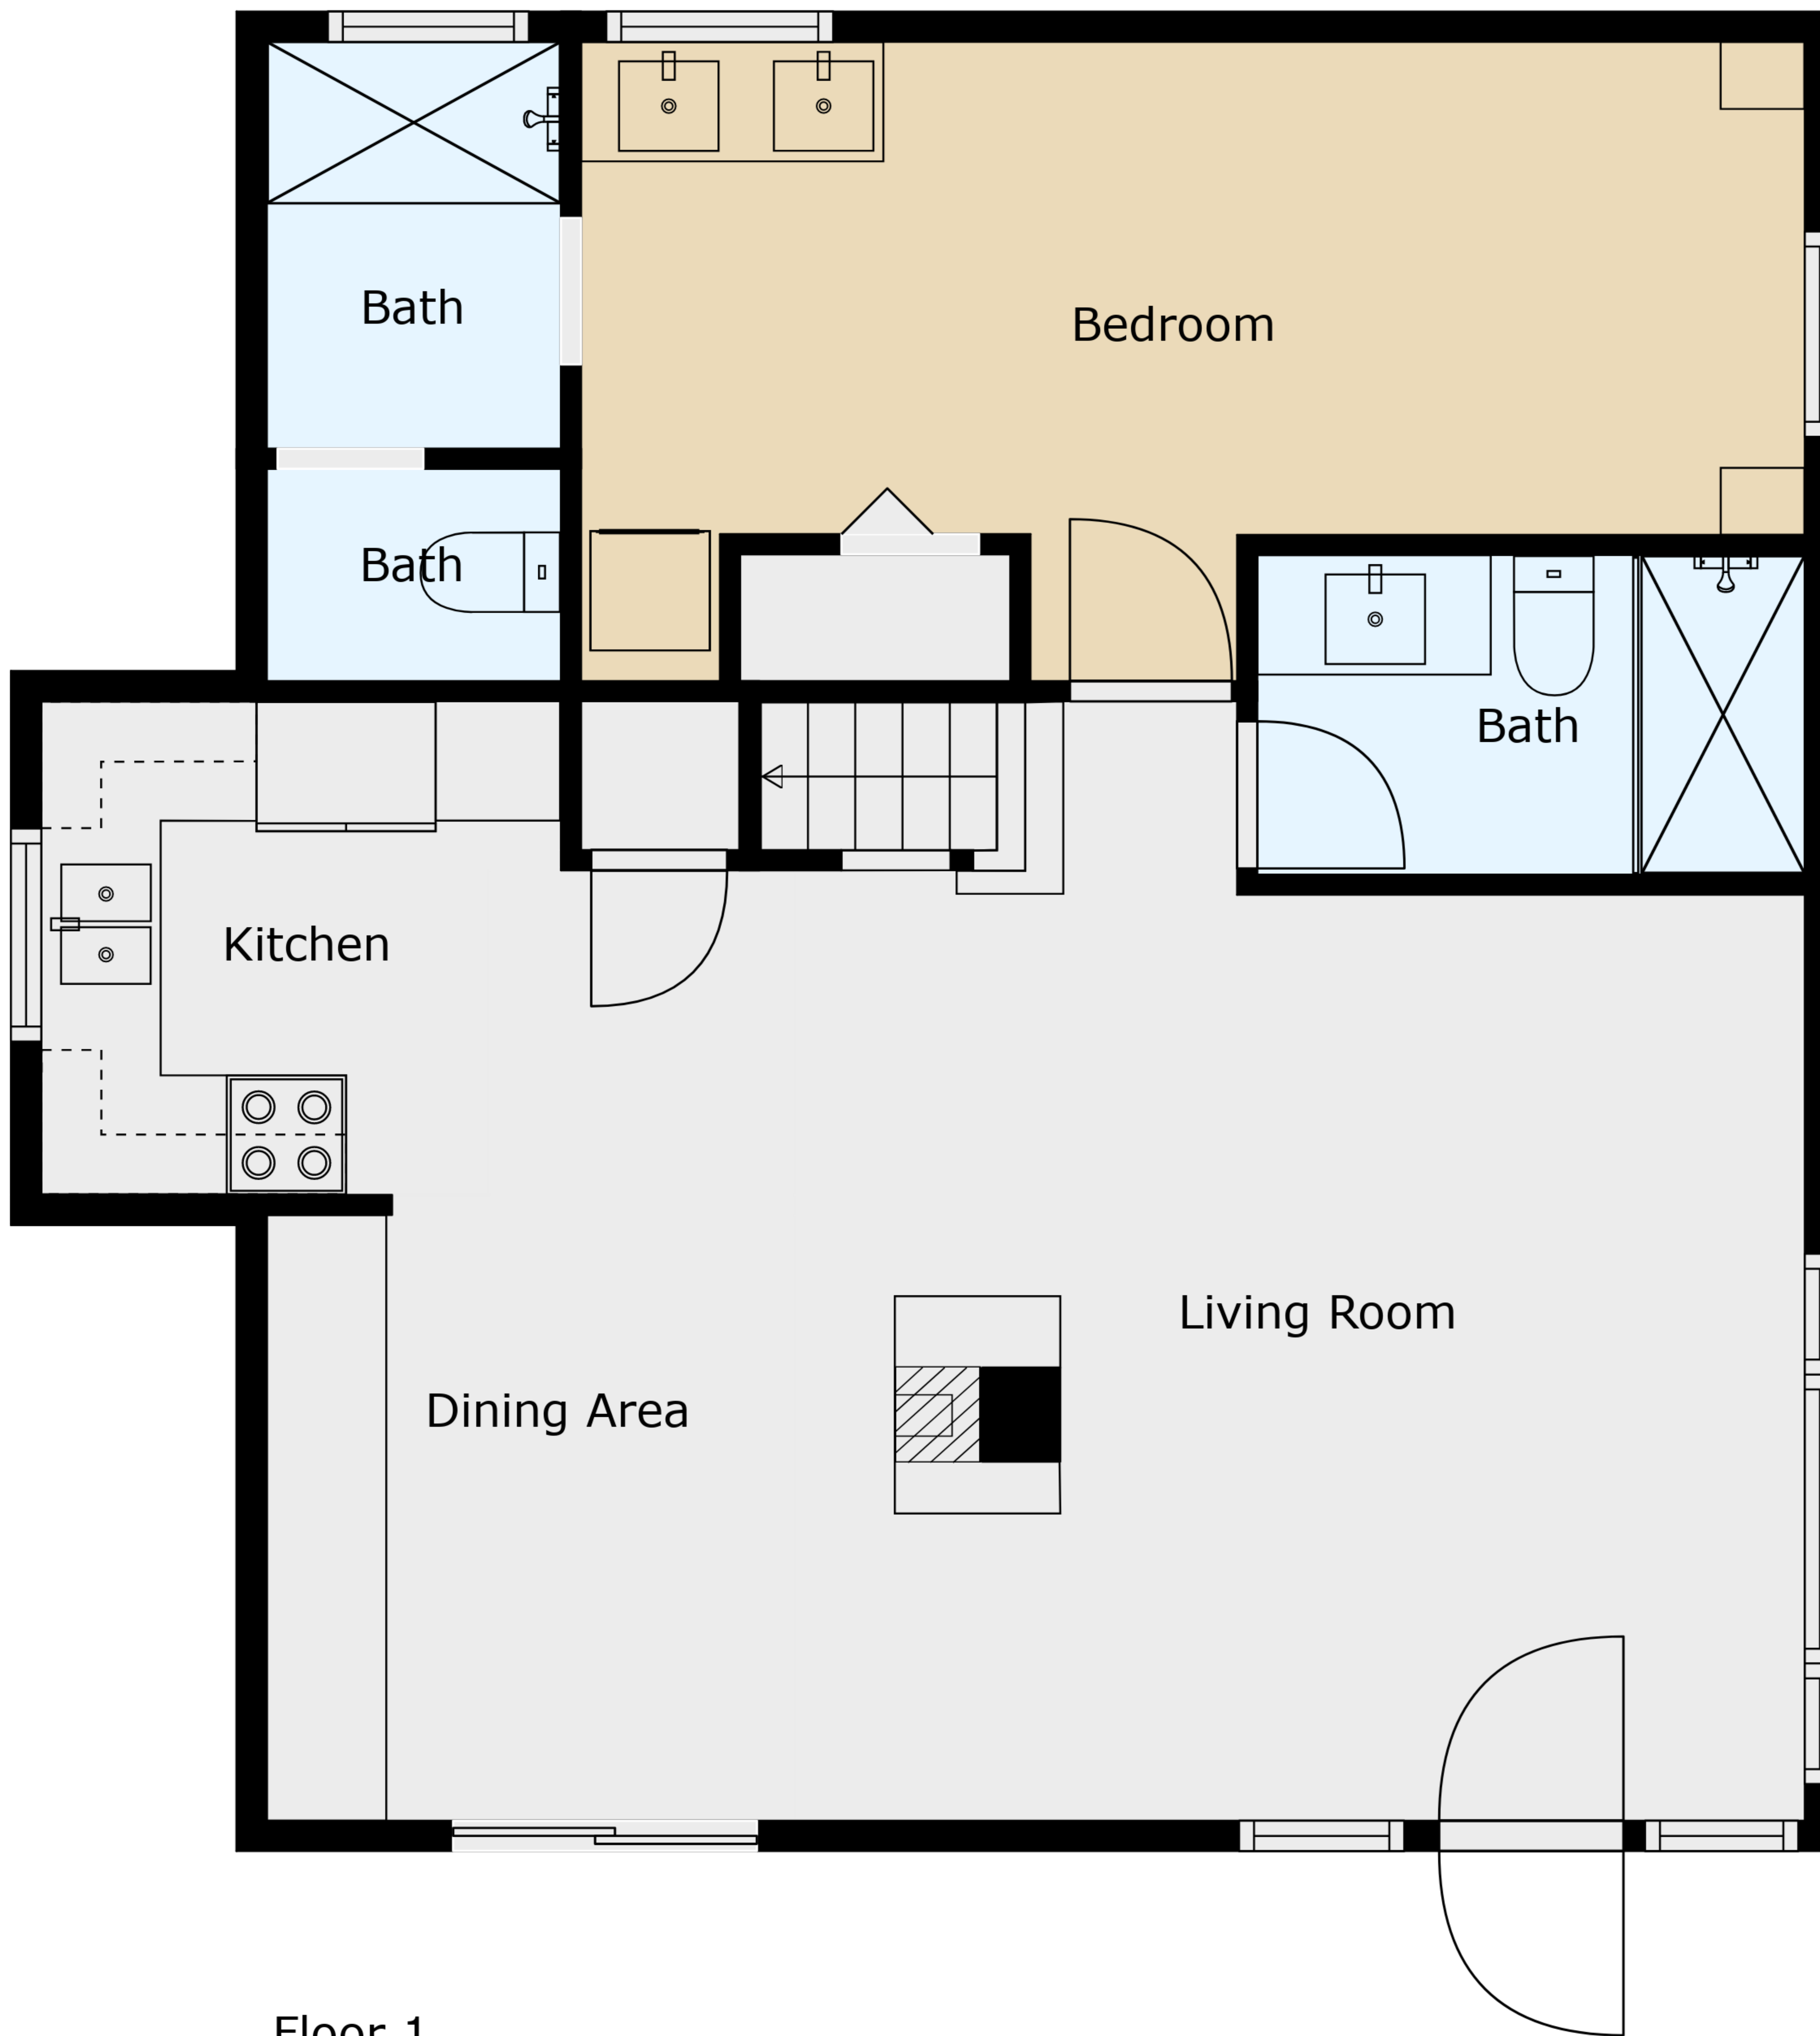 Bath
Bedroom
Bath
Bath
Kitchen
Living Room
Dining Area
Floor 1